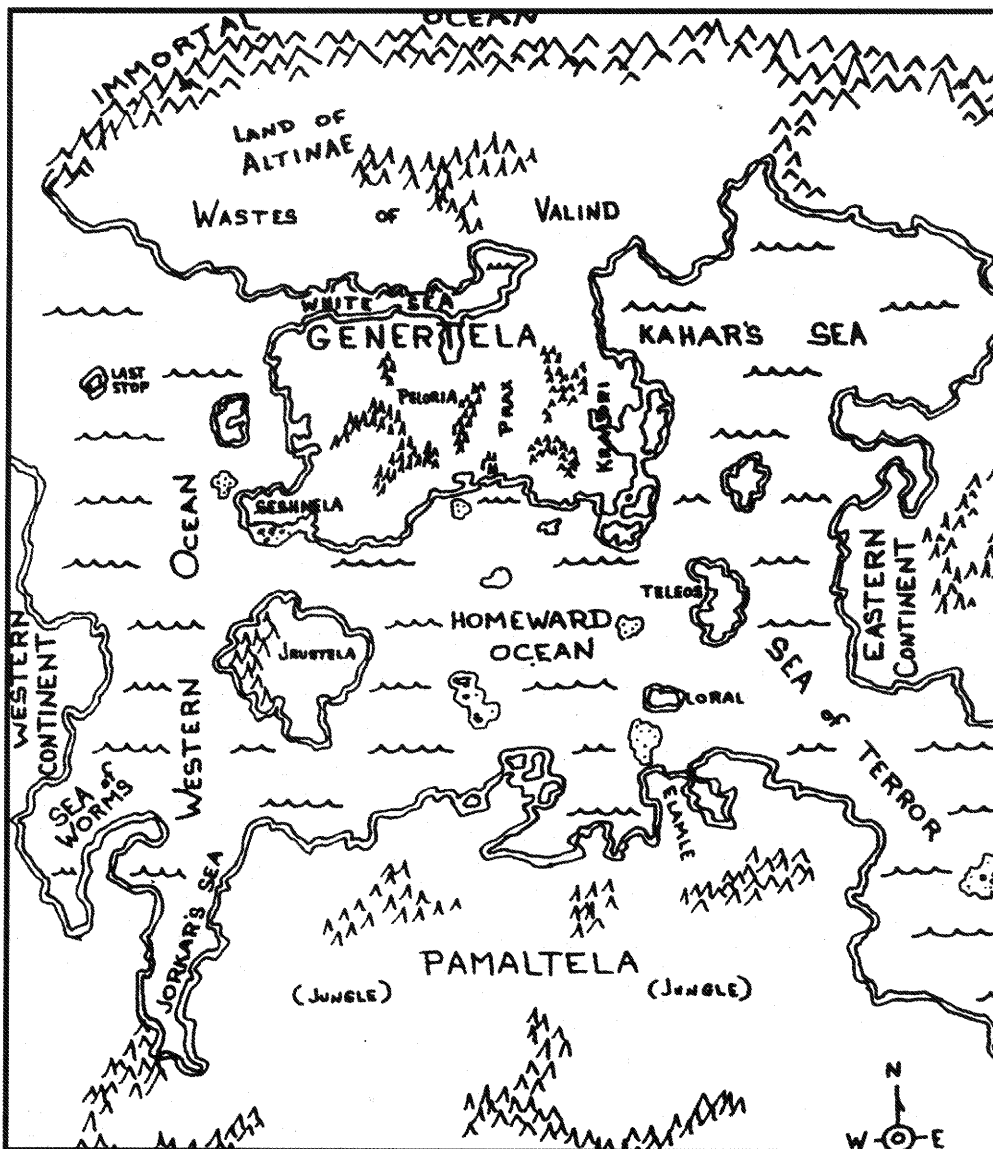 IMMORTAL OCEAN
LAND OF
ALTINAE
WASTES OF VALIND
WHITE SEA
GENERTELA
KAHAR'S SEA
LAST
STOP
PELORIA
PRAX
KRALORI
SESHNELA
WESTERN OCEAN
EASTERN
CONTINENT
TELEOS
HOMEWARD
OCEAN
JRUSTELA
WESTERN
CONTINENT
LORAL
SEA of TERROR
SEA of
WORMS
ELAMLE
JORKAR'S SEA
PAMALTELA
(JUNGLE)
(JUNGLE)
N
W E